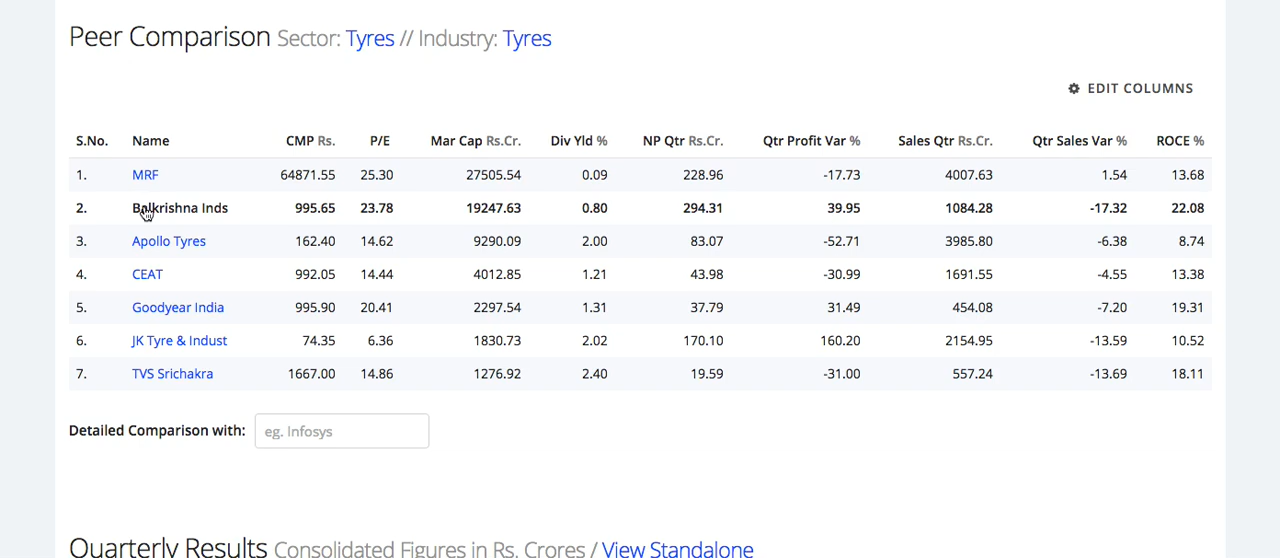 Peer Comparison Sector: Tyres // Industry: Tyres
EDIT COLUMNS
S.No. Name CMP Rs. P/E Mar Cap Rs.Cr. Div Yld % NP Qtr Rs.Cr. Qtr Profit Var % Sales Qtr Rs.Cr. Qtr Sales Var % ROCE %
1. MRF 64871.55 25.30 27505.54 0.09 228.96 -17.73 4007.63 1.54 13.68
2. Balkrishna Inds 995.65 23.78 19247.63 0.80 294.31 39.95 1084.28 -17.32 22.08
3. Apollo Tyres 162.40 14.62 9290.09 2.00 83.07 -52.71 3985.80 -6.38 8.74
4. CEAT 992.05 14.44 4012.85 1.21 43.98 -30.99 1691.55 -4.55 13.38
5. Goodyear India 995.90 20.41 2297.54 1.31 37.79 31.49 454.08 -7.20 19.31
6. JK Tyre & Indust 74.35 6.36 1830.73 2.02 170.10 160.20 2154.95 -13.59 10.52
7. TVS Srichakra 1667.00 14.86 1276.92 2.40 19.59 -31.00 557.24 -13.69 18.11
Detailed Comparison with: eg. Infosys
Quarterly Results Consolidated Figures in Rs. Crores / View Standalone